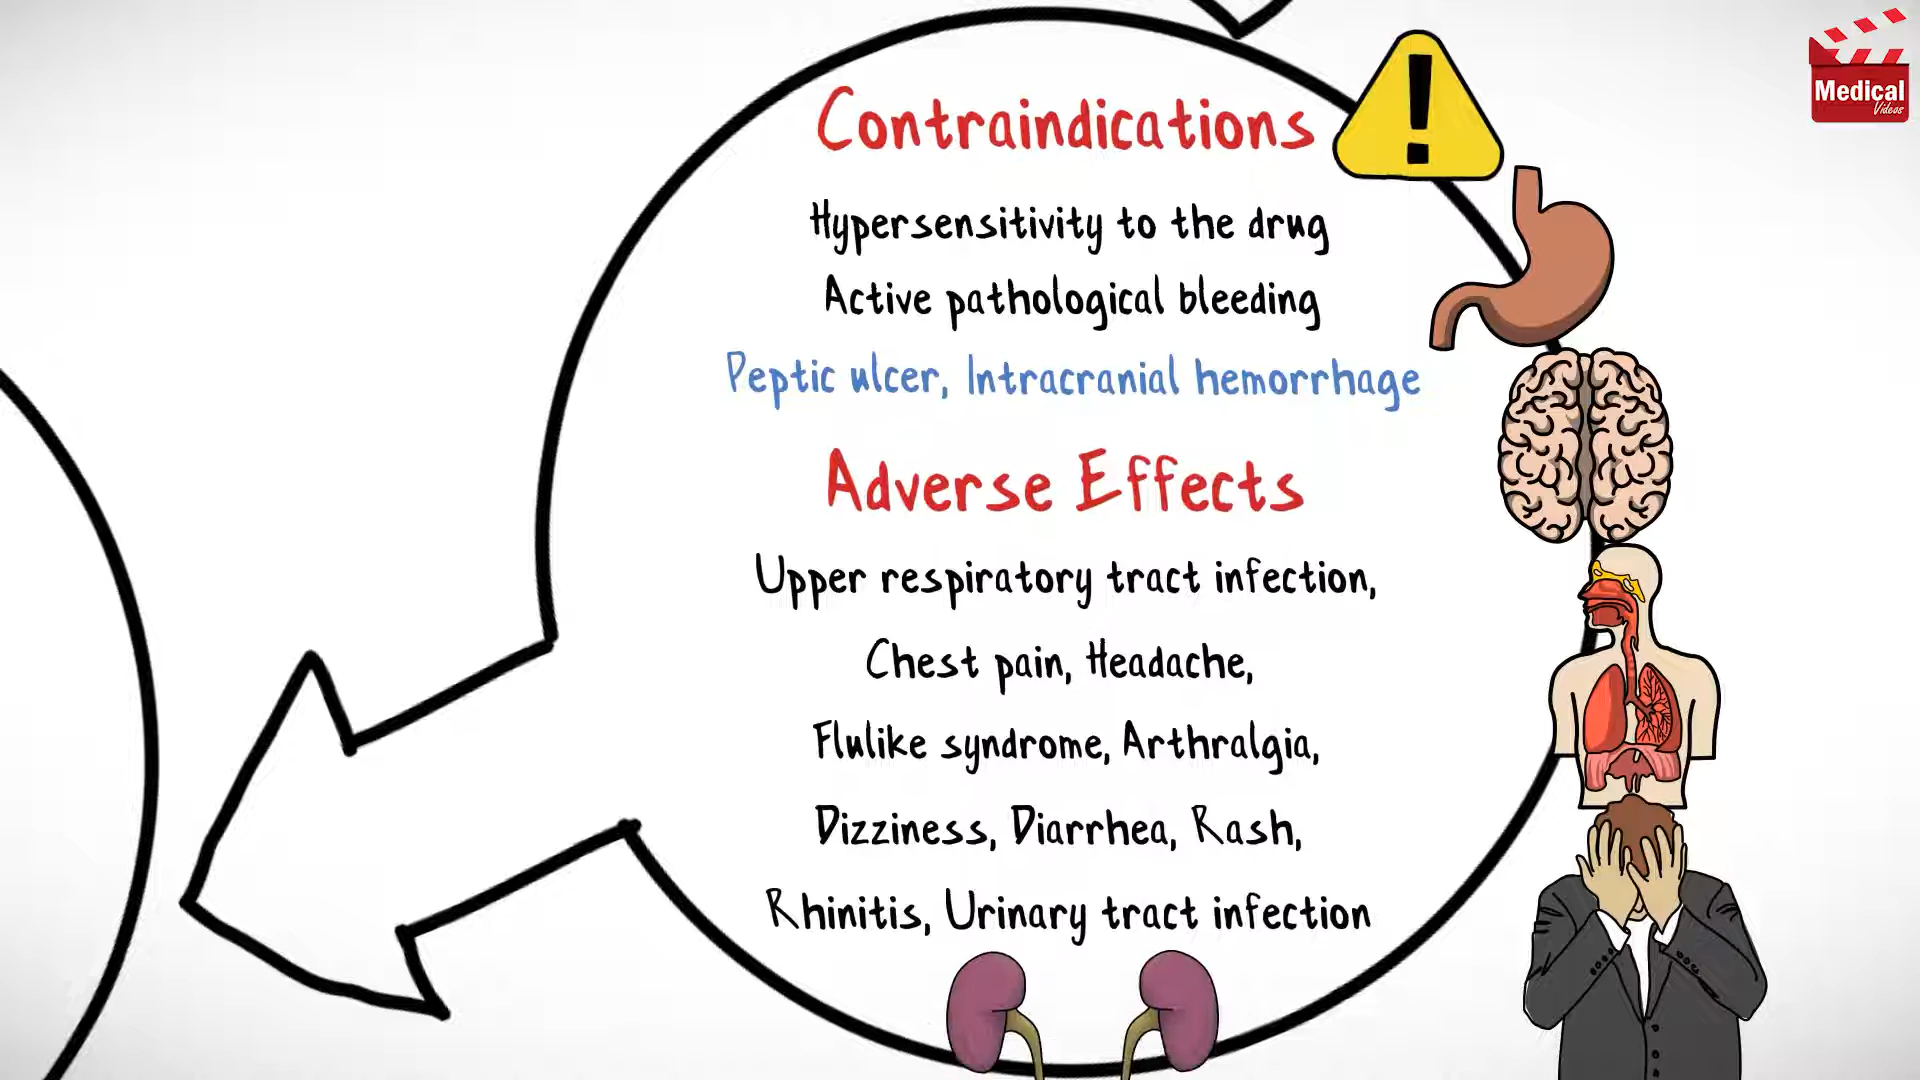 Medical
Videos
Contraindications
Hypersensitivity to the drug
Active pathological bleeding
Peptic ulcer, Intracranial hemorrhage
Adverse Effects
Upper respiratory tract infection,
Chest pain, Headache,
Flulike syndrome, Arthralgia,
Dizziness, Diarrhea, Rash,
Rhinitis, Urinary tract infection